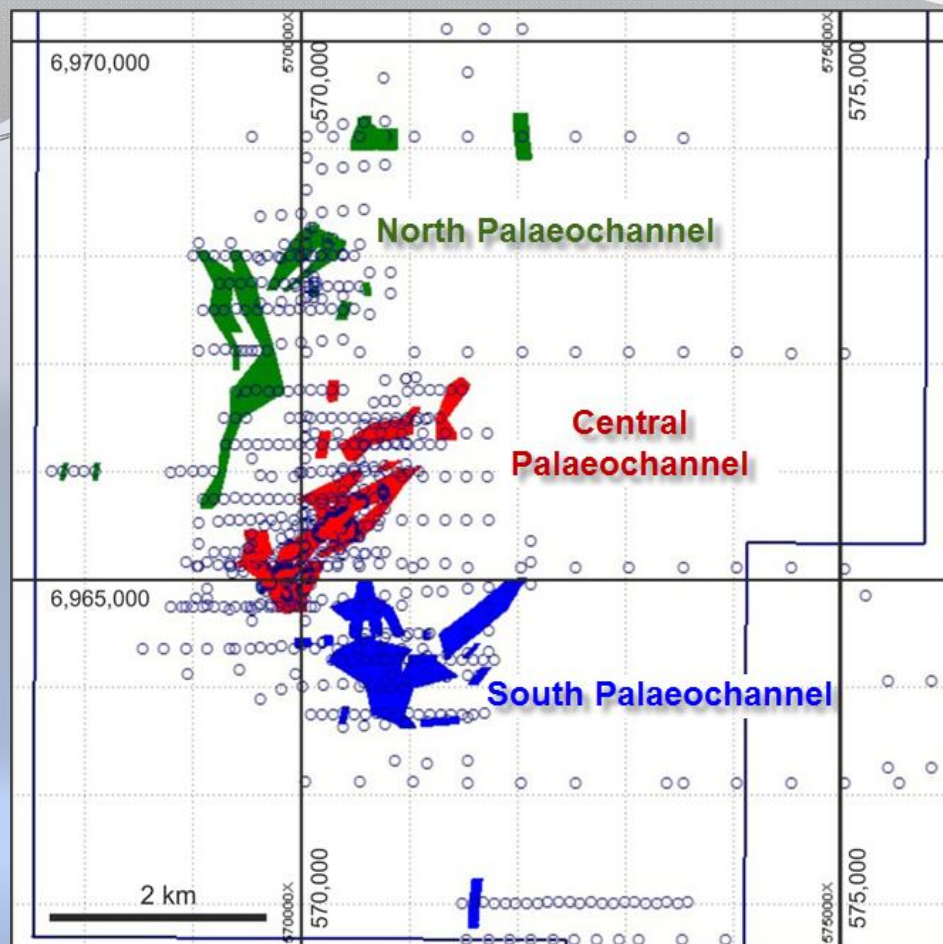 570000X
570,000
575000X
575,000
6,970,000
North Palaeochannel
Central
Palaeochannel
6,965,000
South Palaeochannel
2 km
570000X
570,000
575000X
575,000